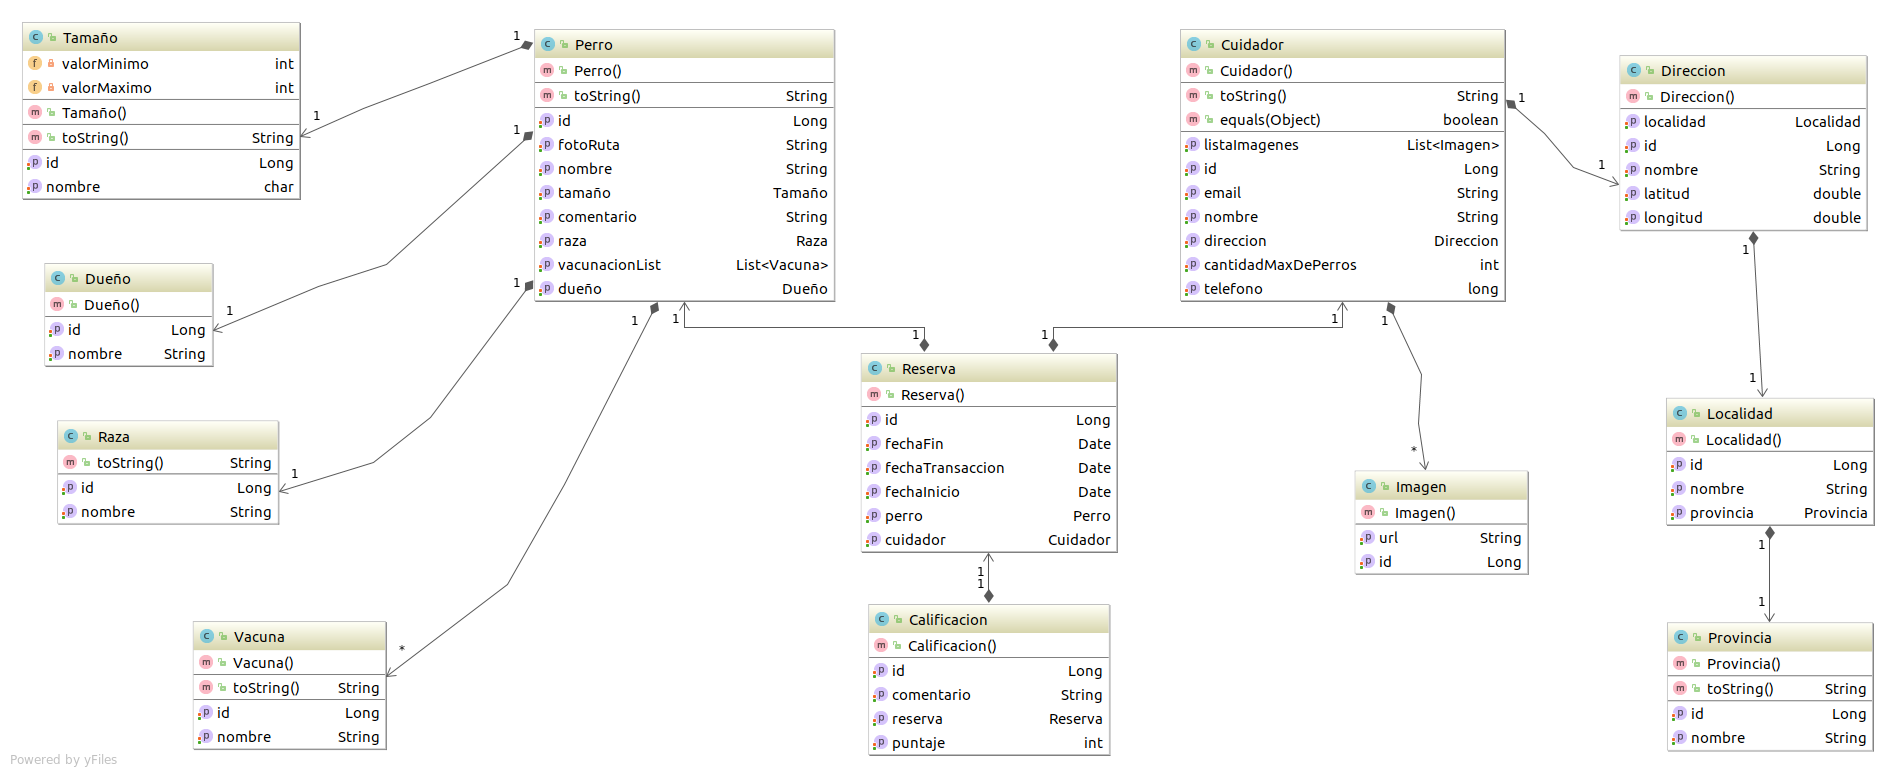 Tamaño
valorMinimo int
valorMaximo int
Tamaño()
toString() String
id Long
nombre char
1
1
Perro
Perro()
toString() String
id Long
fotoRuta String
nombre String
tamaño Tamaño
comentario String
raza Raza
vacunacionList List<Vacuna>
dueño Dueño
1
1
Dueño
Dueño()
id Long
nombre String
1
1
Raza
toString() String
id Long
nombre String
1
*
Vacuna
Vacuna()
toString() String
id Long
nombre String
1
1
Reserva
Reserva()
id Long
fechaFin Date
fechaTransaccion Date
fechaInicio Date
perro Perro
cuidador Cuidador
1
1
Calificacion
Calificacion()
id Long
comentario String
reserva Reserva
puntaje int
1
1
Cuidador
Cuidador()
toString() String
equals(Object) boolean
listaImagenes List<Imagen>
id Long
email String
nombre String
direccion Direccion
cantidadMaxDePerros int
telefono long
1
*
Imagen
Imagen()
url String
id Long
1
1
Direccion
Direccion()
localidad Localidad
id Long
nombre String
latitud double
longitud double
1
1
Localidad
Localidad()
id Long
nombre String
provincia Provincia
1
1
Provincia
Provincia()
toString() String
id Long
nombre String
Powered by yFiles